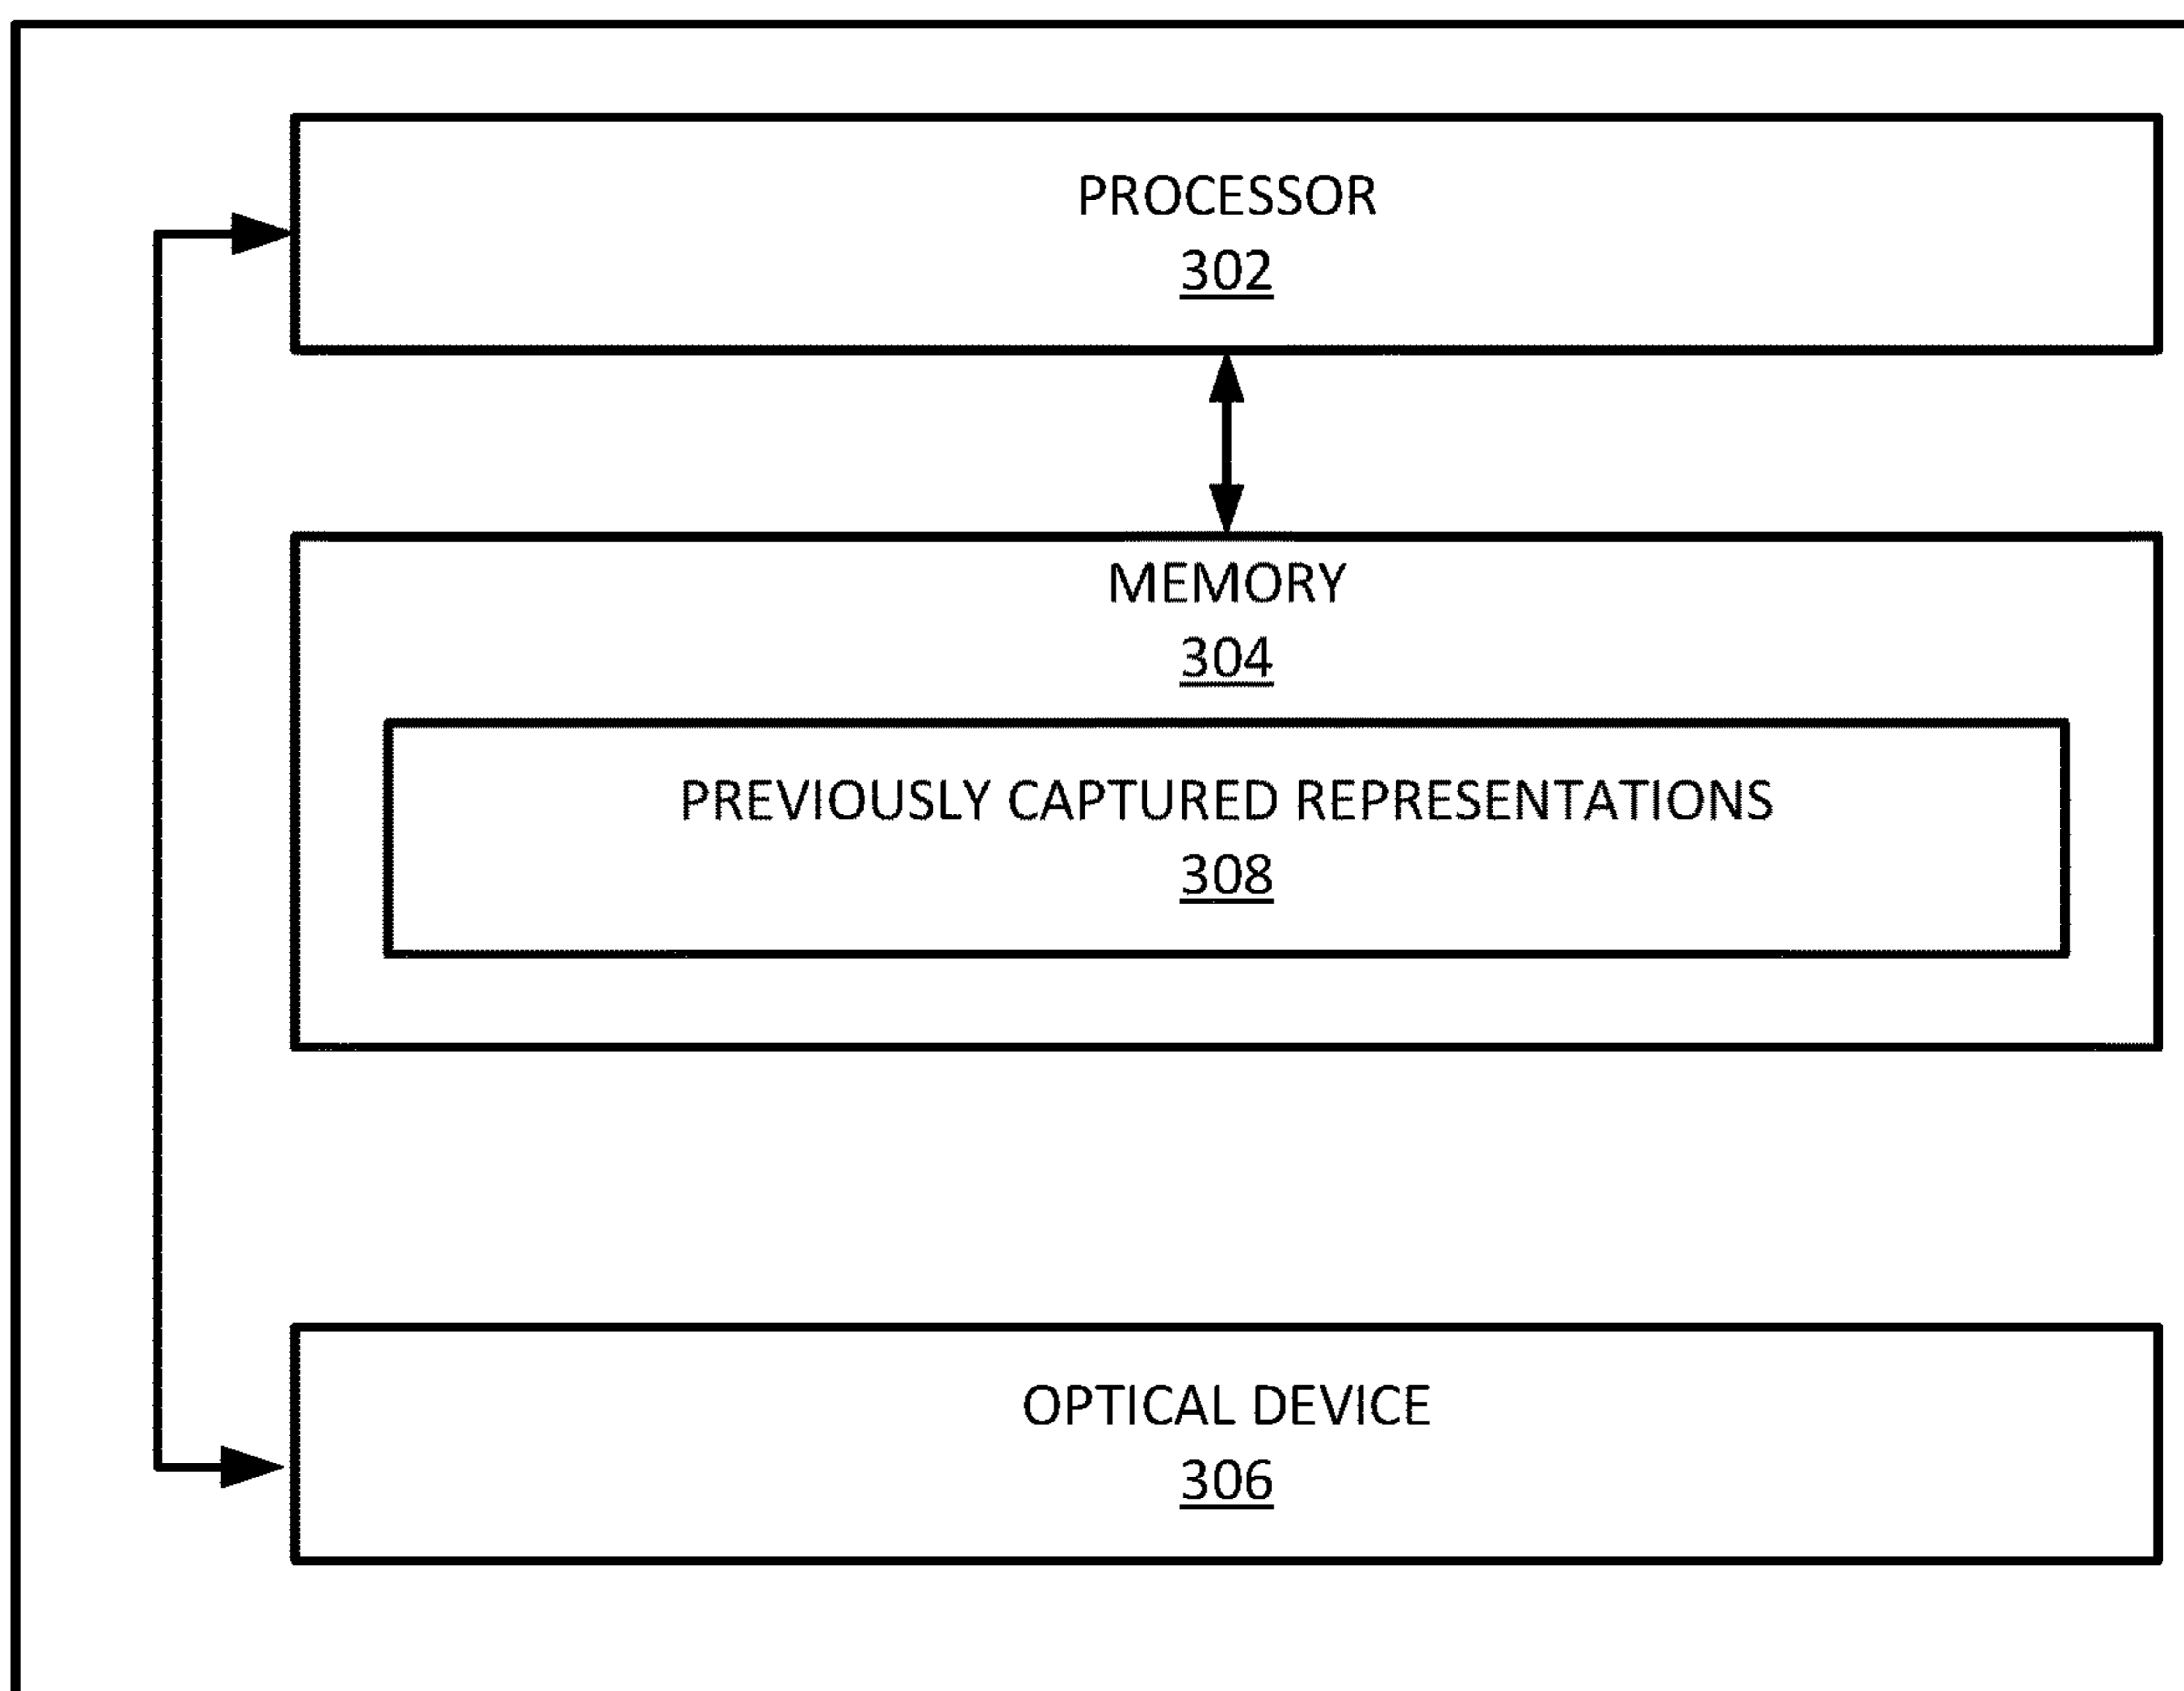 PROCESSOR
302
MEMORY
304
PREVIOUSLY CAPTURED REPRESENTATIONS
308
OPTICAL DEVICE
306